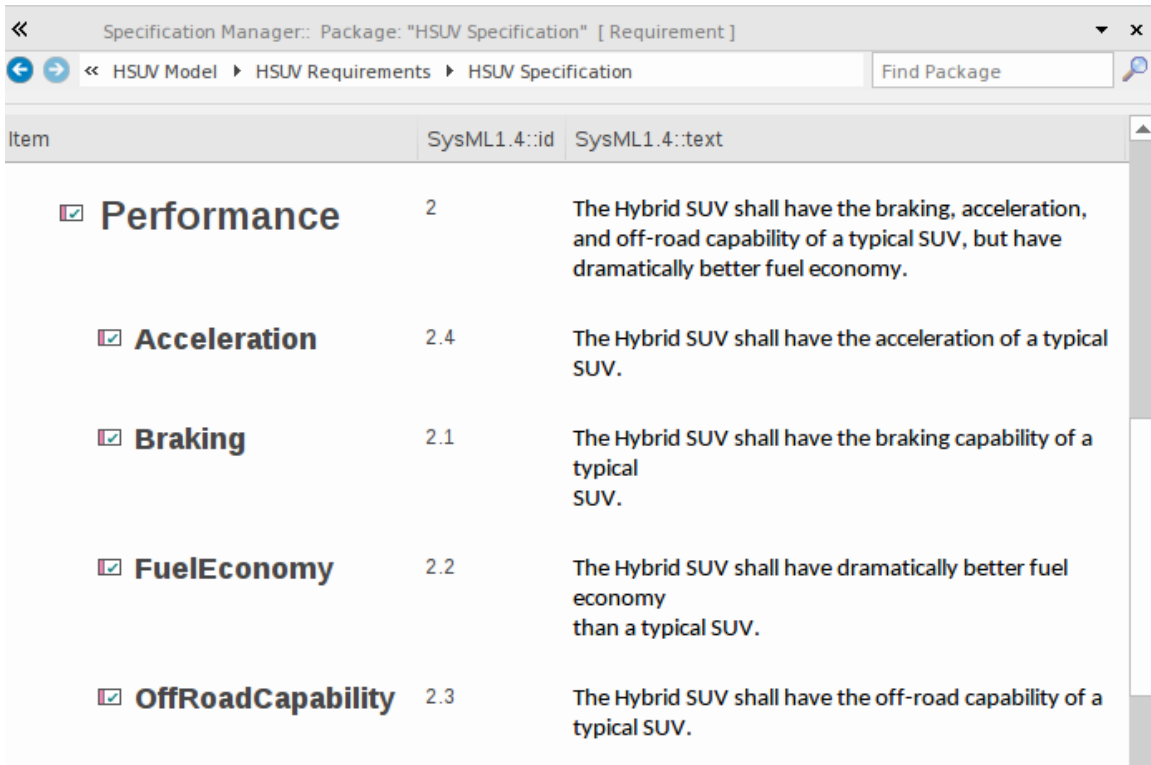 Specification Manager:: Package: "HSUV Specification" [ Requirement ]
« HSUV Model ▸ HSUV Requirements ▸ HSUV Specification Find Package
Item SysML1.4::id SysML1.4::text
Performance 2 The Hybrid SUV shall have the braking, acceleration,
and off-road capability of a typical SUV, but have
dramatically better fuel economy.
Acceleration 2.4 The Hybrid SUV shall have the acceleration of a typical
SUV.
Braking 2.1 The Hybrid SUV shall have the braking capability of a
typical
SUV.
FuelEconomy 2.2 The Hybrid SUV shall have dramatically better fuel
economy
than a typical SUV.
OffRoadCapability 2.3 The Hybrid SUV shall have the off-road capability of a
typical SUV.